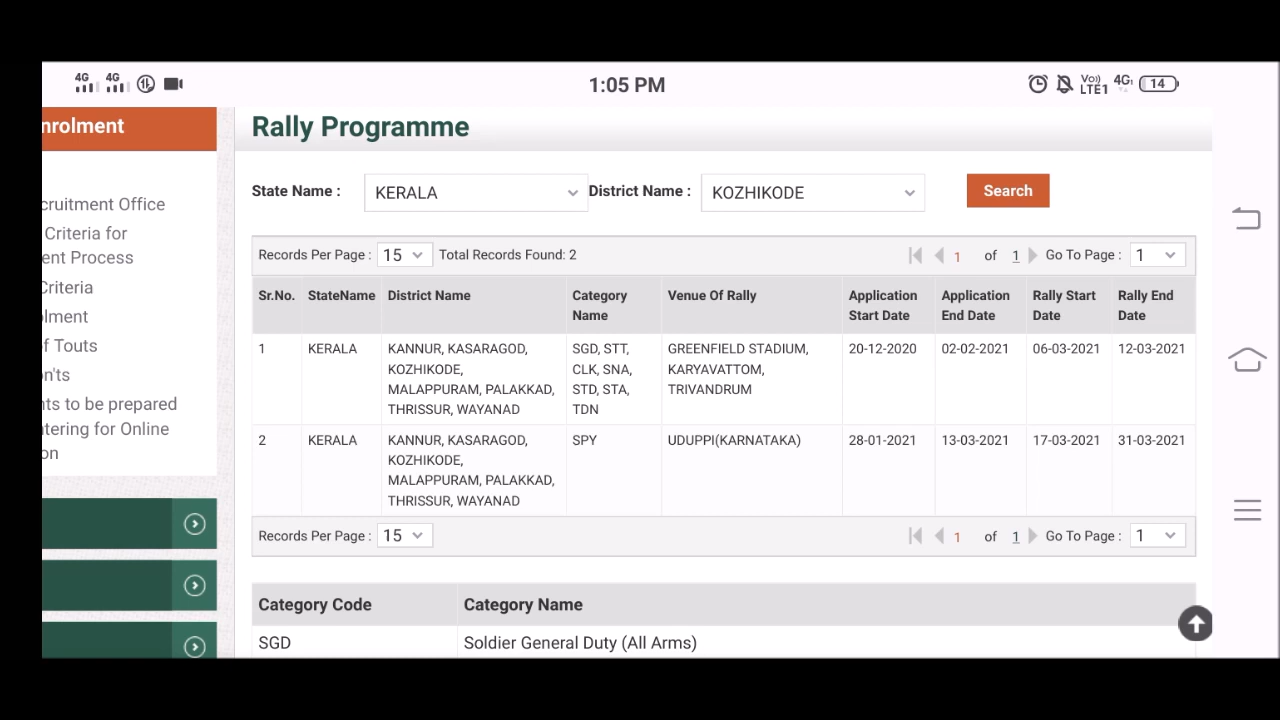 4G 4G 1:05 PM Vo)) LTE1 4G 14
nrolment
Rally Programme
State Name : KERALA District Name : KOZHIKODE Search
cruitment Office
Criteria for
ent Process
Criteria
olment
f Touts
on'ts
nts to be prepared
ntering for Online
on
Records Per Page : 15 Total Records Found: 2 1 of 1 Go To Page : 1
Sr.No. StateName District Name Category Name Venue Of Rally Application Start Date Application End Date Rally Start Date Rally End Date
1 KERALA KANNUR, KASARAGOD, SGD, STT, GREENFIELD STADIUM, 20-12-2020 02-02-2021 06-03-2021 12-03-2021
KOZHIKODE, CLK, SNA, KARYAVATTOM,
MALAPPURAM, PALAKKAD, STD, STA, TRIVANDRUM
THRISSUR, WAYANAD TDN
2 KERALA KANNUR, KASARAGOD, SPY UDUPPI(KARNATAKA) 28-01-2021 13-03-2021 17-03-2021 31-03-2021
KOZHIKODE,
MALAPPURAM, PALAKKAD,
THRISSUR, WAYANAD
Records Per Page : 15 1 of 1 Go To Page : 1
Category Code Category Name
SGD Soldier General Duty (All Arms)